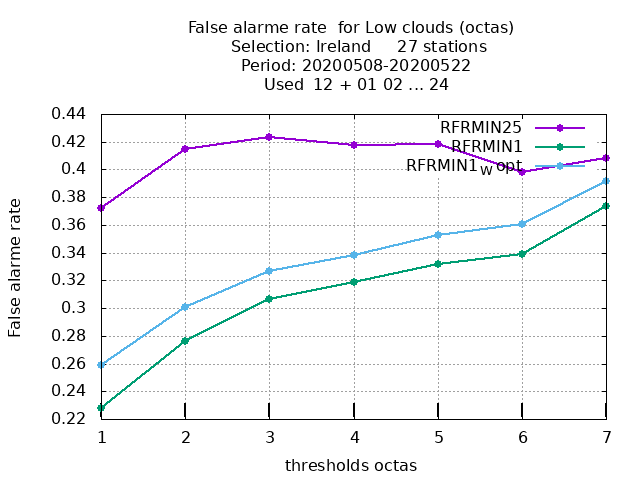 False alarme rate  for Low clouds (octas)
Selection: Ireland     27 stations
Period: 20200508-20200522
Used  12 + 01 02 ... 24
RFRMIN25
RFRMIN1
RFRMIN1W opt
0.44
0.42
0.4
0.38
0.36
0.34
0.32
0.3
0.28
0.26
0.24
0.22
False alarme rate
1 2 3 4 5 6 7
thresholds octas